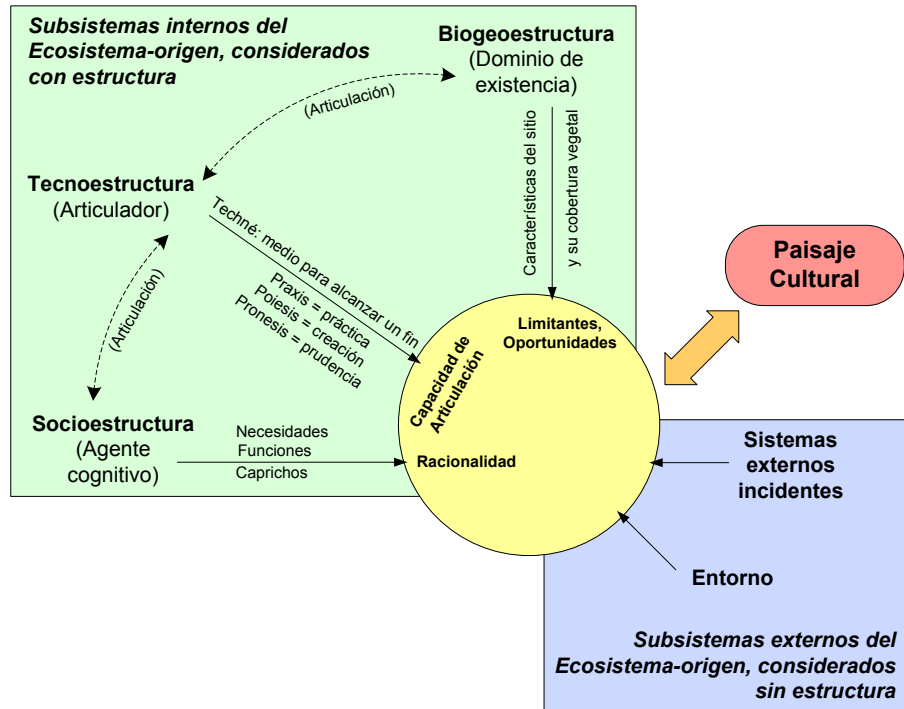 Subsistemas internos del
Ecosistema-origen, considerados
con estructura
Biogeoestructura
(Dominio de
existencia)
(Articulación)
Tecnoestructura
(Articulador)
Techné: medio para alcanzar un fin
Praxis = práctica
Poiesis = creación
Pronesis = prudencia
Características del sitio
y su cobertura vegetal
(Articulación)
Socioestructura
(Agente
cognitivo)
Necesidades
Funciones
Caprichos
Limitantes,
Oportunidades
Capacidad de
Articulación
Racionalidad
Paisaje
Cultural
Sistemas
externos
incidentes
Entorno
Subsistemas externos del
Ecosistema-origen, considerados
sin estructura